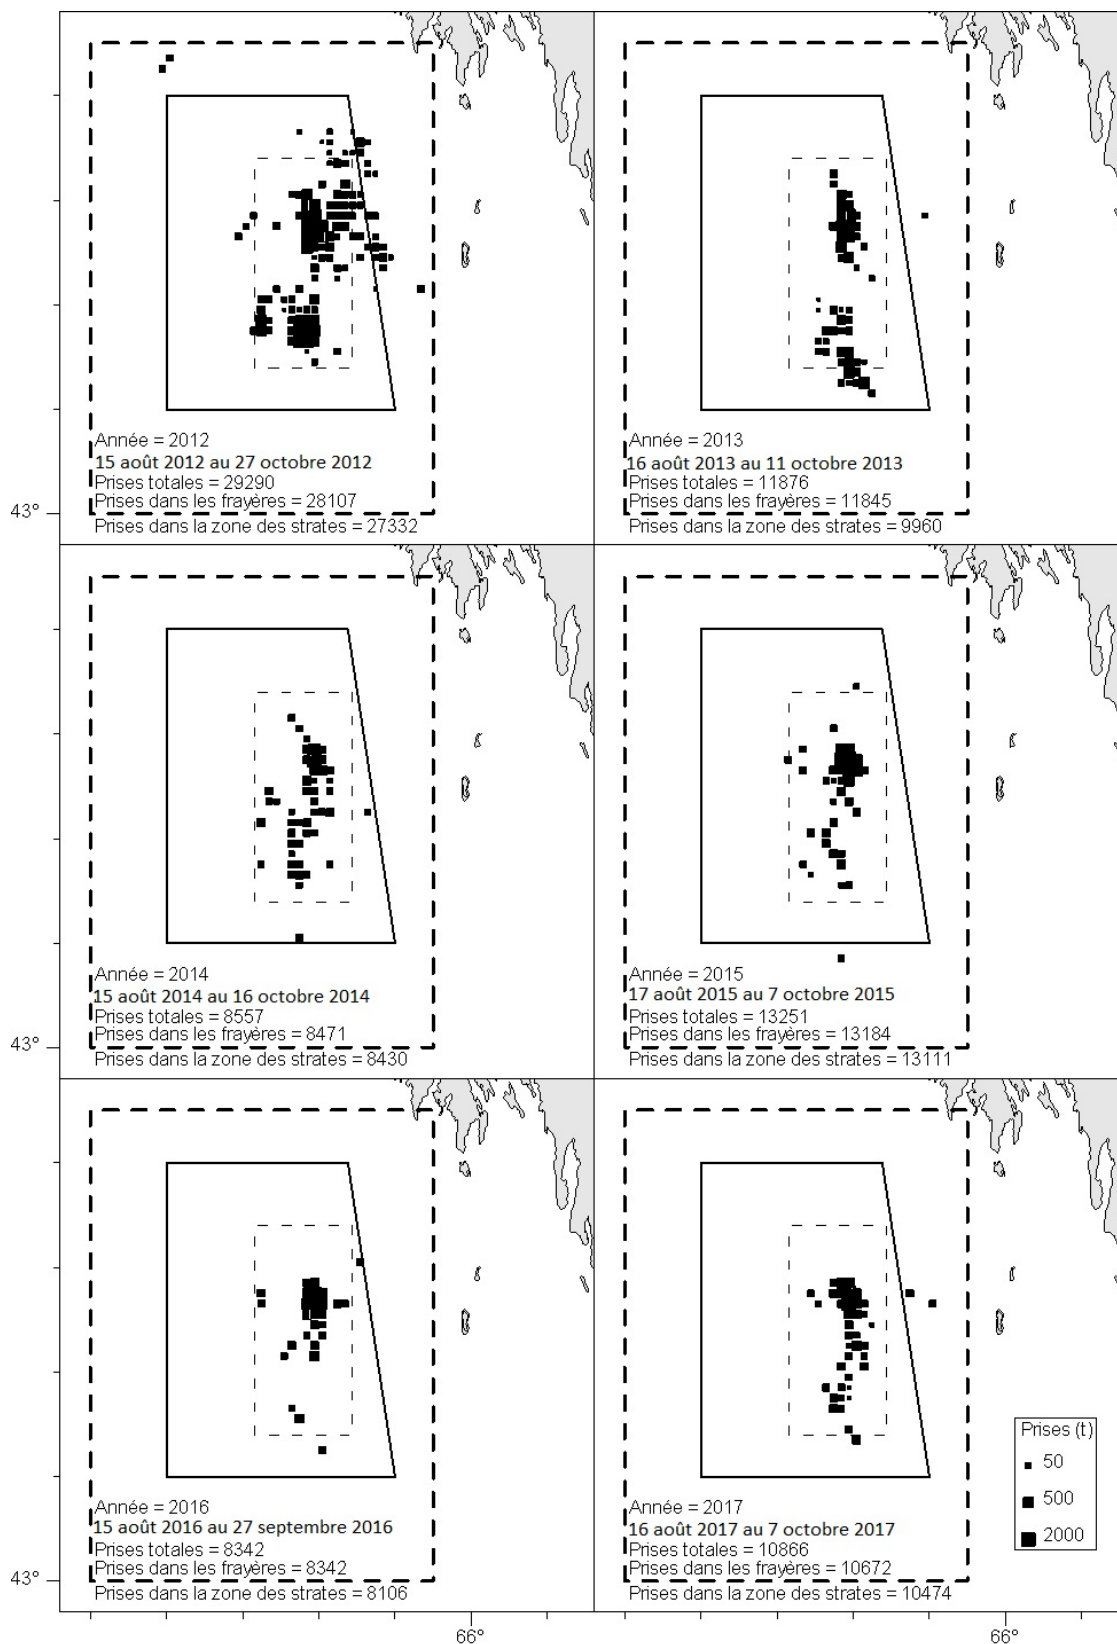 Année = 2012
15 août 2012 au 27 octobre 2012
Prises totales = 29290
Prises dans les frayères = 28107
43°
Prises dans la zone des strates = 27332
Année = 2013
16 août 2013 au 11 octobre 2013
Prises totales = 11876
Prises dans les frayères = 11845
Prises dans la zone des strates = 9960
Année = 2014
15 août 2014 au 16 octobre 2014
Prises totales = 8557
Prises dans les frayères = 8471
43°
Prises dans la zone des strates = 8430
Année = 2015
17 août 2015 au 7 octobre 2015
Prises totales = 13251
Prises dans les frayères = 13184
Prises dans la zone des strates = 13111
Année = 2016
15 août 2016 au 27 septembre 2016
Prises totales = 8342
Prises dans les frayères = 8342
43°
Prises dans la zone des strates = 8106
66°
Prises (t)
50
500
2000
Année = 2017
16 août 2017 au 7 octobre 2017
Prises totales = 10866
Prises dans les frayères = 10672
Prises dans la zone des strates = 10474
66°